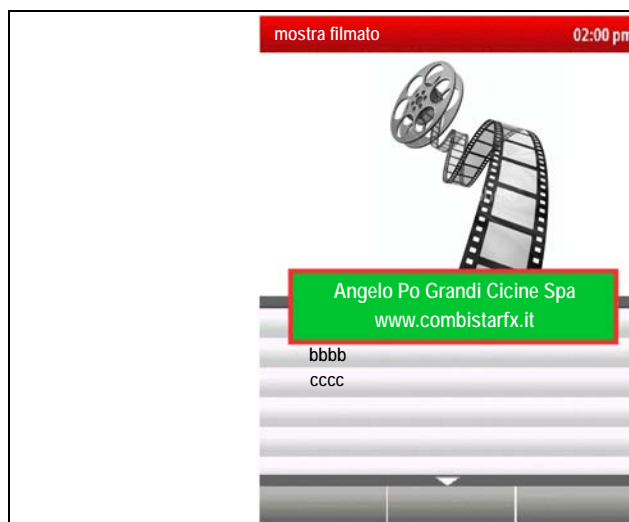 mostra filmato 02:00 pm
Angelo Po Grandi Cicine Spa
www.combistarfx.it
bbbb
cccc